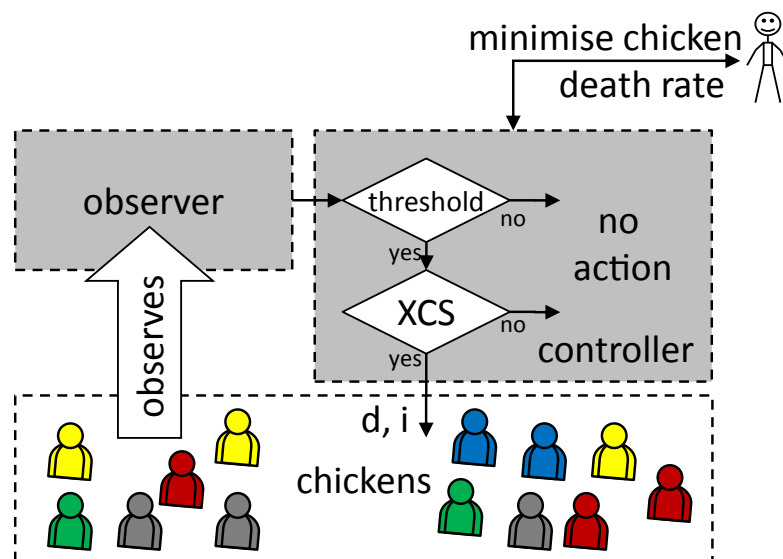 minimise chicken
death rate
observer
threshold
no
yes
no
action
XCS
no
yes
controller
observes
d, i
chickens